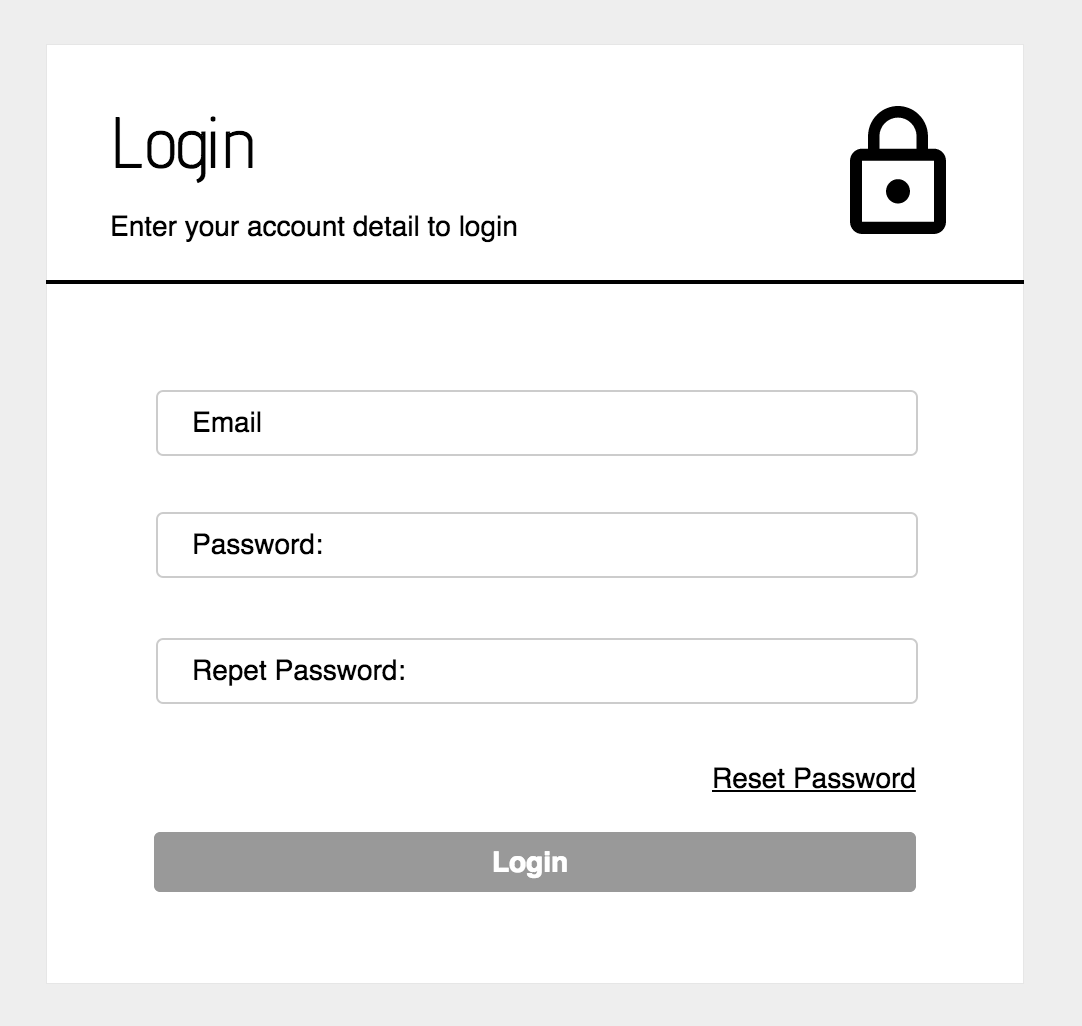 Login
Enter your account detail to login
Email
Password:
Repet Password:
Reset Password
Login